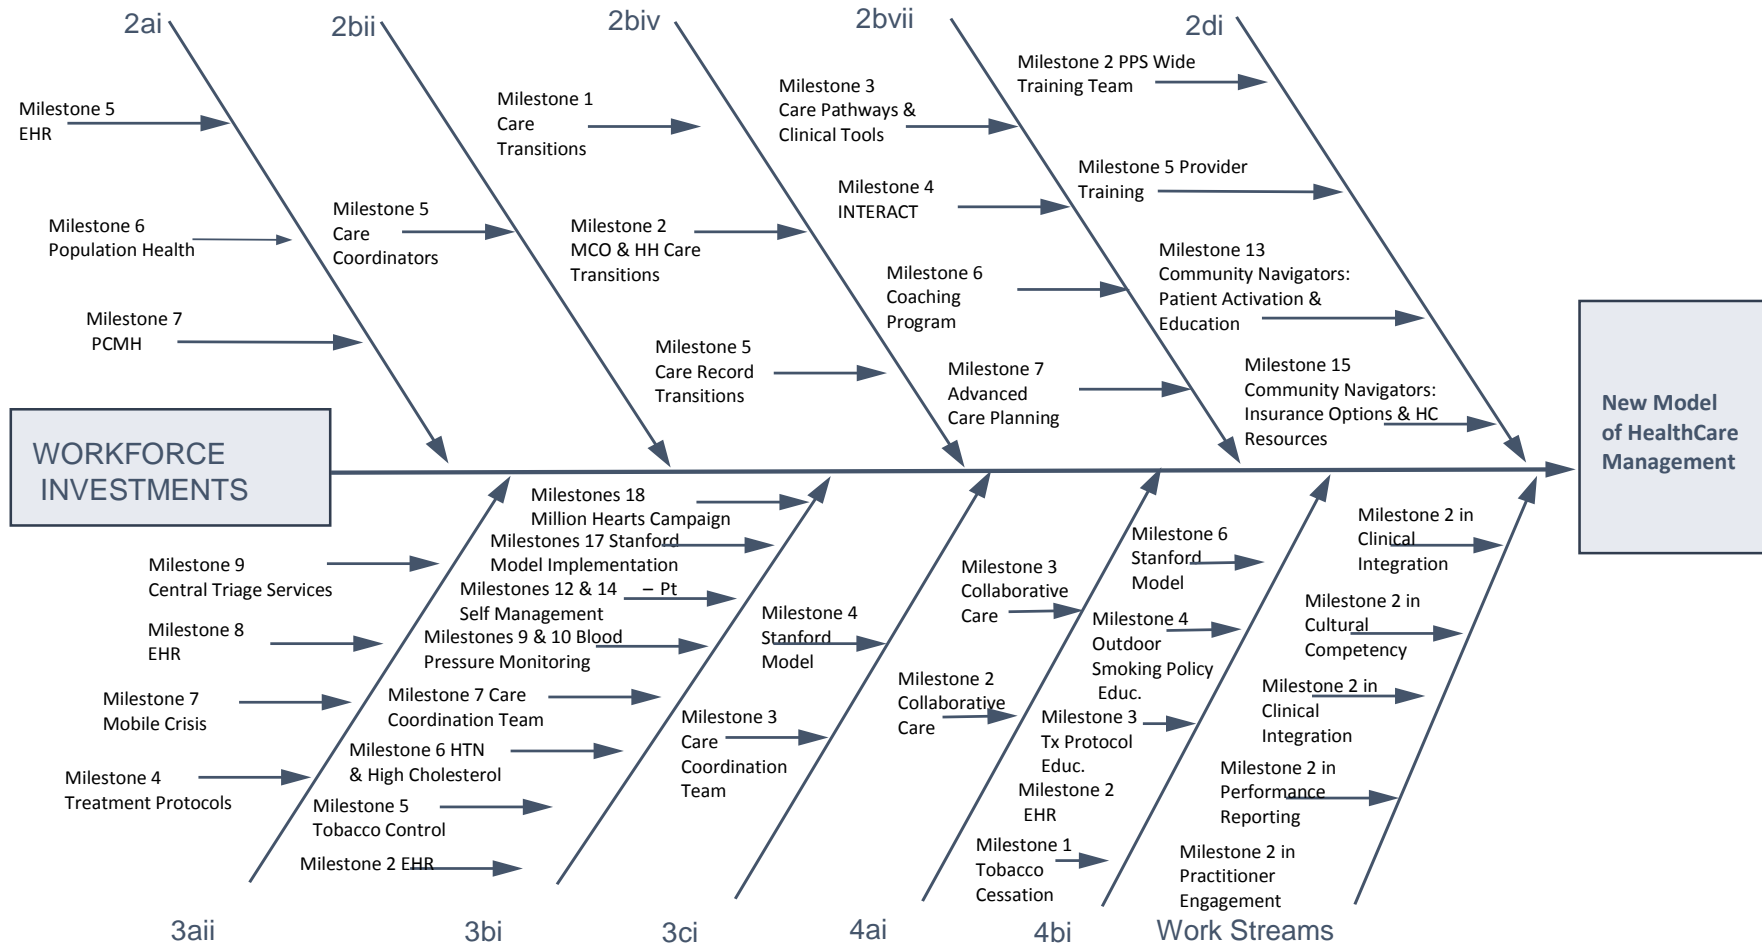 2ai
2bii
2biv
2bvii
2di
Milestone 5
EHR
Milestone 6
Population Health
Milestone 7
PCMH
Milestone 5
Care
Coordinators
Milestone 1
Care
Transitions
Milestone 2
MCO & HH Care
Transitions
Milestone 5
Care Record
Transitions
Milestone 3
Care Pathways &
Clinical Tools
Milestone 4
INTERACT
Milestone 6
Coaching
Program
Milestone 7
Advanced
Care Planning
Milestone 2 PPS Wide
Training Team
Milestone 5 Provider
Training
Milestone 13
Community Navigators:
Patient Activation &
Education
Milestone 15
Community Navigators:
Insurance Options & HC
Resources
WORKFORCE
INVESTMENTS
New Model
of HealthCare
Management
Milestone 9
Central Triage Services
Milestone 8
EHR
Milestone 7
Mobile Crisis
Milestone 4
Treatment Protocols
Milestones 18
Million Hearts Campaign
Milestones 17 Stanford
Model Implementation
Milestones 12 & 14 – Pt
Self Management
Milestones 9 & 10 Blood
Pressure Monitoring
Milestone 7 Care
Coordination Team
Milestone 6 HTN
& High Cholesterol
Milestone 5
Tobacco Control
Milestone 2 EHR
Milestone 4
Stanford
Model
Milestone 3
Care
Coordination
Team
Milestone 3
Collaborative
Care
Milestone 2
Collaborative
Care
Milestone 6
Stanford
Model
Milestone 4
Outdoor
Smoking Policy
Educ.
Milestone 3
Tx Protocol
Educ.
Milestone 2
EHR
Milestone 1
Tobacco
Cessation
Milestone 2 in
Clinical
Integration
Milestone 2 in
Cultural
Competency
Milestone 2 in
Clinical
Integration
Milestone 2 in
Performance
Reporting
Milestone 2 in
Practitioner
Engagement
3aii
3bi
3ci
4ai
4bi
Work Streams